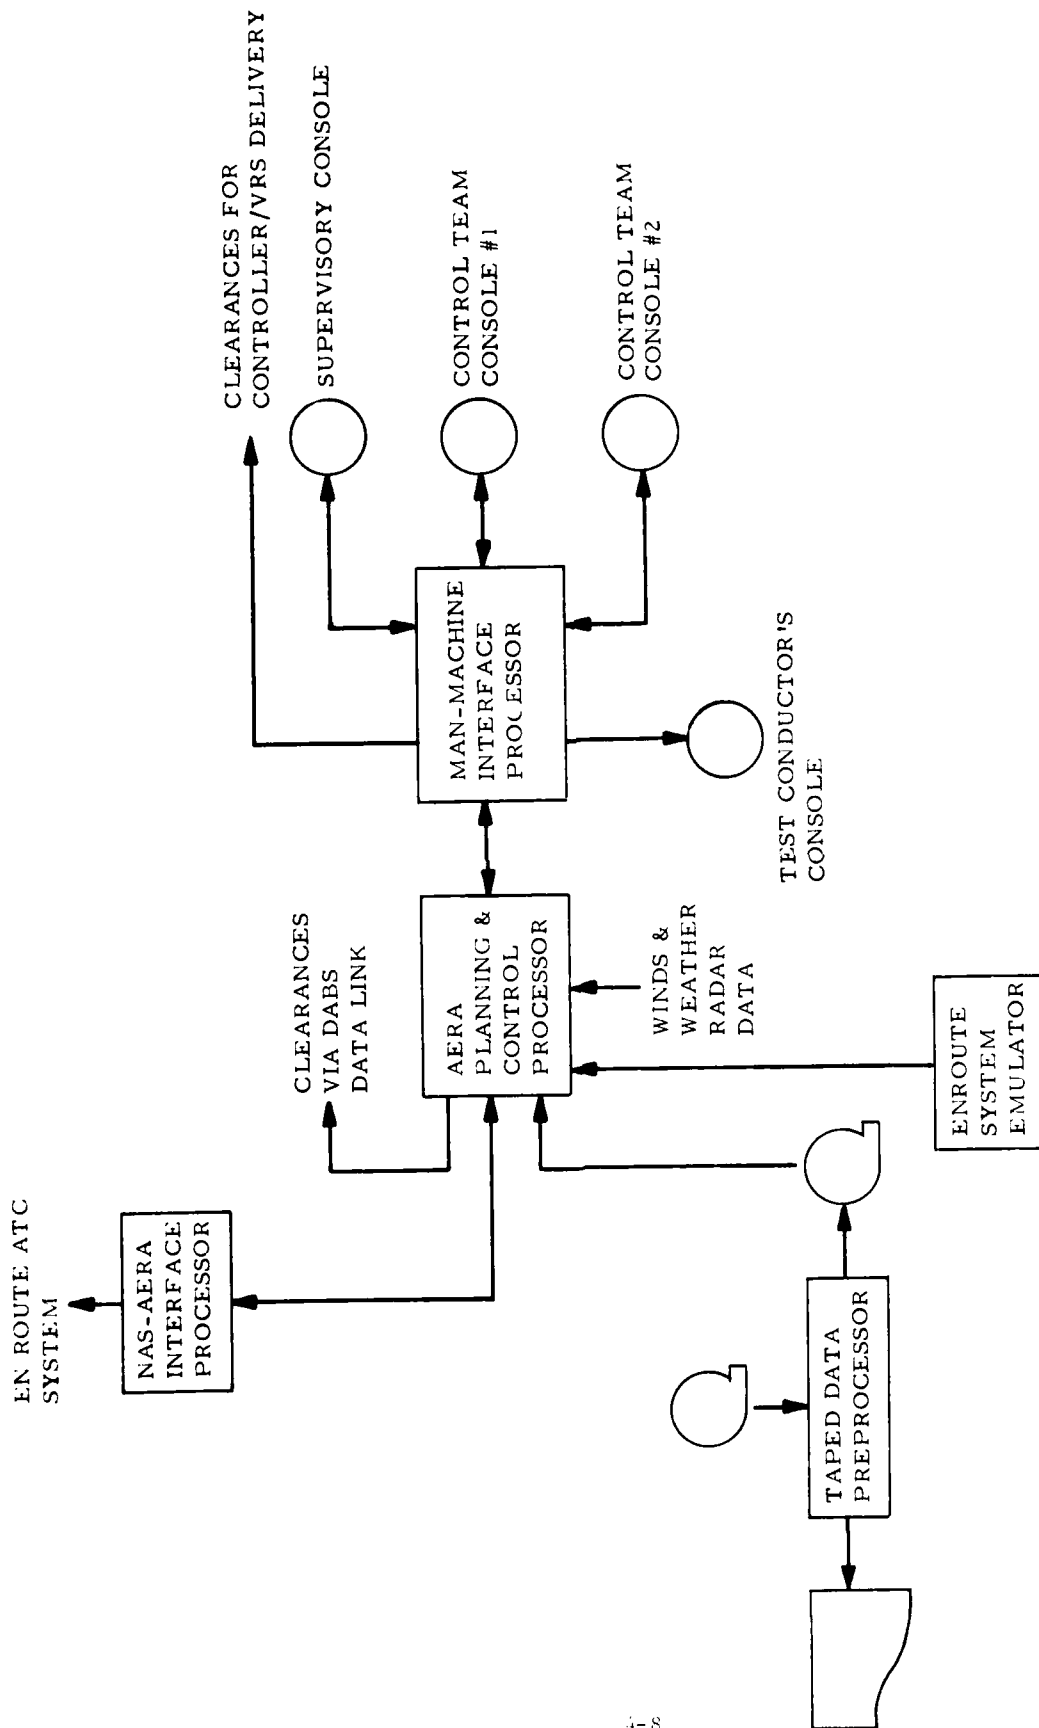 EN ROUTE ATC
SYSTEM
NAS-AERA
INTERFACE
PROCESSOR
CLEARANCES
VIA DABS
DATA LINK
CLEARANCES FOR
CONTROLLER/VRS DELIVERY
SUPERVISORY CONSOLE
AERA
PLANNING &
CONTROL
PROCESSOR
MAN-MACHINE
INTERFACE
PROCESSOR
CONTROL TEAM
CONSOLE #1
CONTROL TEAM
CONSOLE #2
WINDS &
WEATHER
RADAR
DATA
TEST CONDUCTOR'S
CONSOLE
TAPED DATA
PREPROCESSOR
ENROUTE
SYSTEM
EMULATOR